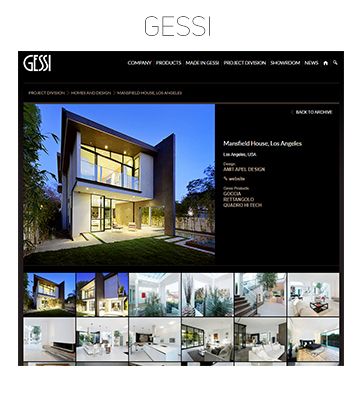 GESSI
GESSI
COMPANY PRODUCTS MADE IN GESSI PROJECT DIVISION SHOWROOM NEWS
PROJECT DIVISION > HOMES AND DESIGN > MANSFIELD HOUSE, LOS ANGELES
< BACK TO ARCHIVE
Mansfield House, Los Angeles
Los Angeles, USA
Design
AMIT APEL DESIGN
website
Gessi Products
GOCCIA
RETTANGOLO
QUADRO HI TECH